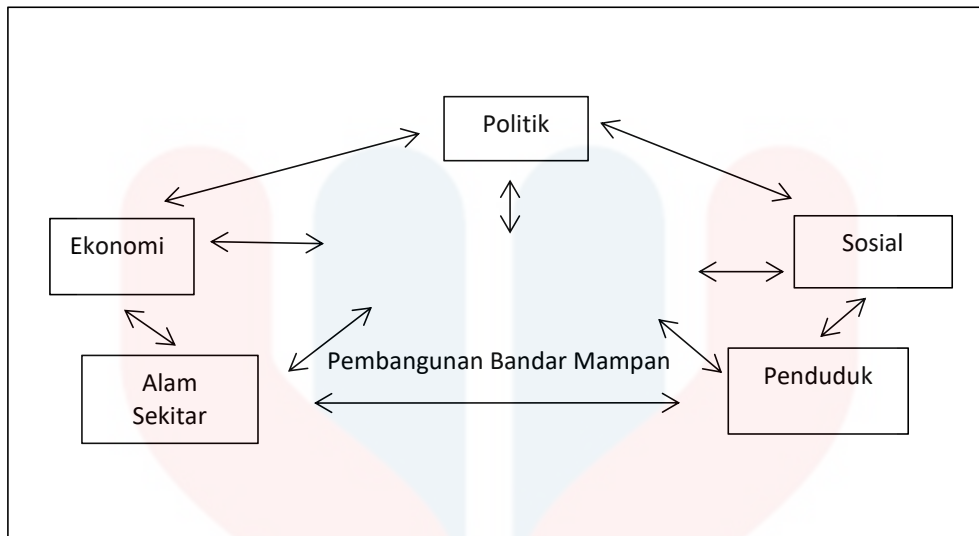 Politik
Ekonomi
Sosial
Pembangunan Bandar Mampan
Alam
Sekitar
Penduduk